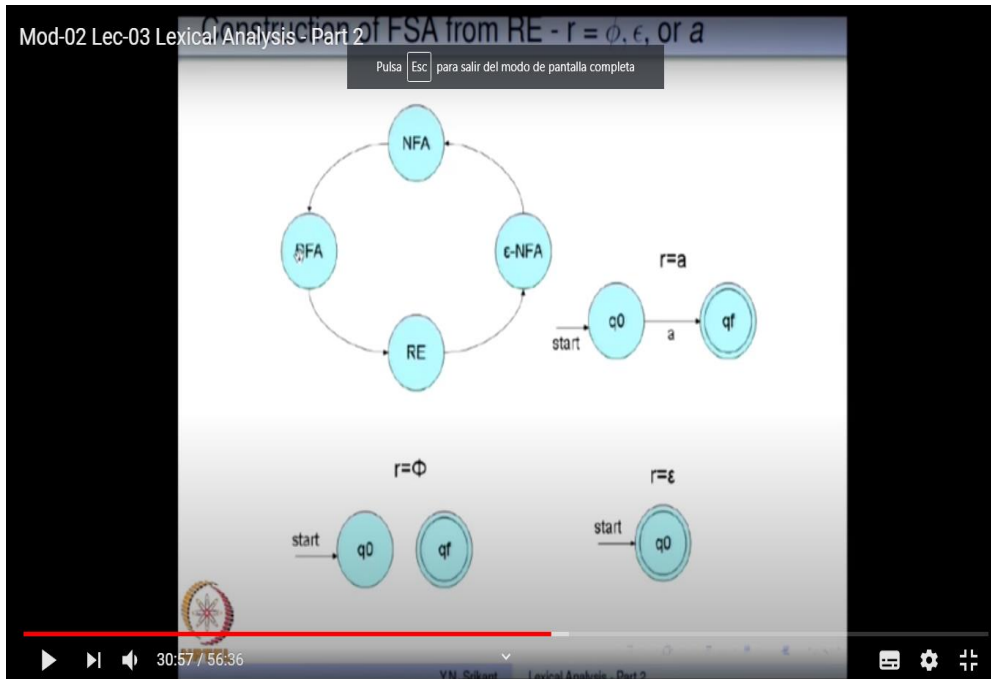 Construction of FSA from RE - r = ϕ, ϵ, or a
Mod-02 Lec-03 Lexical Analysis - Part 2
Pulsa Esc para salir del modo de pantalla completa
NFA
DFA
ε-NFA
RE
r=a
start
q0
a
qf
r=Φ
start
q0
qf
r=ε
start
q0
NPTEL
30:57 / 56:36
Y.N. Srikant
Lexical Analysis - Part 2